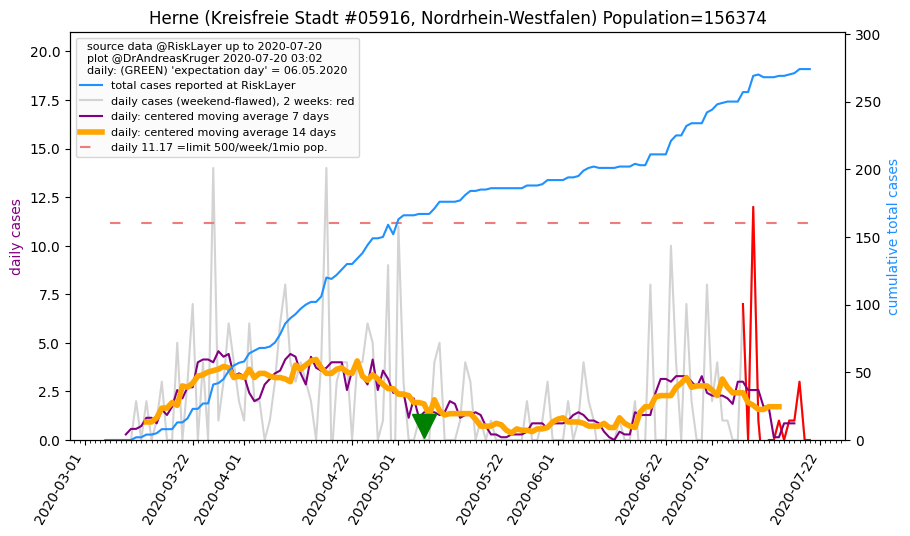 Herne (Kreisfreie Stadt #05916, Nordrhein-Westfalen) Population=156374
source data @RiskLayer up to 2020-07-20
plot @DrAndreasKruger 2020-07-20 03:02
daily: (GREEN) 'expectation day' = 06.05.2020
total cases reported at RiskLayer
daily cases (weekend-flawed), 2 weeks: red
daily: centered moving average 7 days
daily: centered moving average 14 days
daily 11.17 =limit 500/week/1mio pop.
daily cases
20.0
17.5
15.0
12.5
10.0
7.5
5.0
2.5
0.0
300
250
200
150
100
50
0
cumulative total cases
2020-03-01
2020-03-22
2020-04-01
2020-04-22
2020-05-01
2020-05-22
2020-06-01
2020-06-22
2020-07-01
2020-07-22